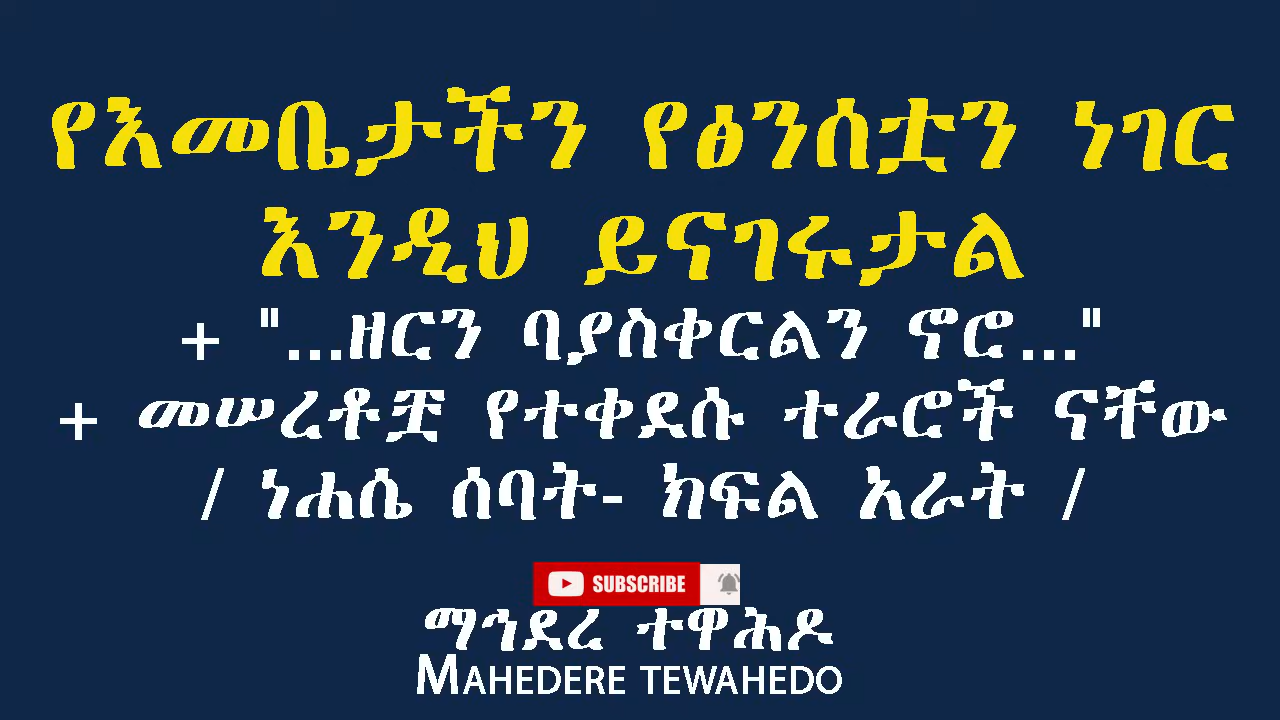 የእመቤታችን የፅንሰቷን ነገር
እንዲህ ይናገሩታል
+ "...ዘርን ባያስቀርልን ኖሮ..."
+ መሠረቶቿ የተቀደሱ ተራሮች ናቸው
/ ነሐሴ ሰባት- ክፍል አራት /
SUBSCRIBE
ማኅደረ ተዋሕዶ
MAHEDERE TEWAHEDO